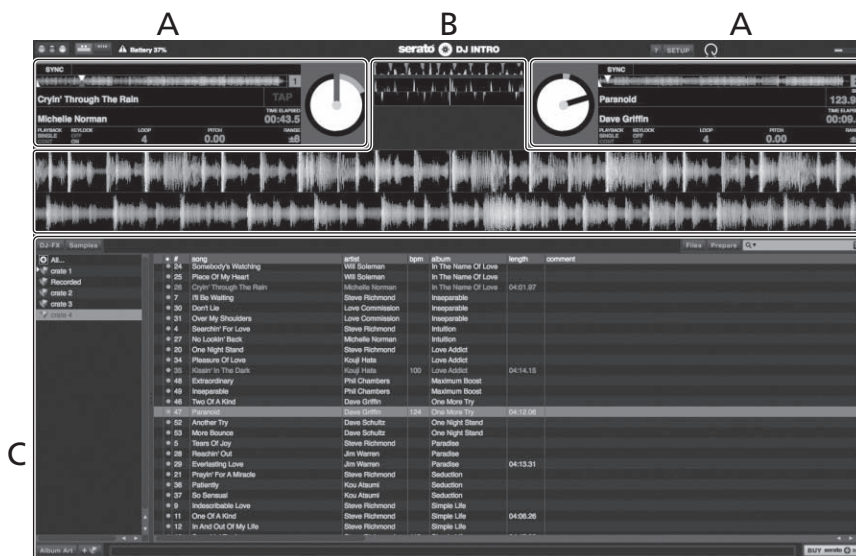 A B A
Battery 37%
serato DJ INTRO
? SETUP
SYNC
1
Cryin' Through The Rain
TAP
Michelle Norman
TIME ELAPSED
00:43.5
PLAYBACK KEYLOCK LOOP PITCH RANGE
SINGLE OFF 4 0.00 ±8
CONT ON
SYNC
Paranoid
123.9
Dave Griffin
00:09.
PLAYBACK KEYLOCK LOOP PITCH RANGE
SINGLE OFF 4 0.00 ±8
CONT ON
DJ-FX Samples
Files Prepare
All...
crate 1
Recorded
crate 2
crate 3
crate 4
# song artist bpm album length comment
24 Somebody's Watching Will Soleman In The Name Of Love
25 Piece Of My Heart Will Soleman In The Name Of Love
26 Cryin' Through The Rain Michelle Norman In The Name Of Love 04:01.97
7 I'll Be Waiting Steve Richmond Inseparable
30 Don't Lie Love Commission Inseparable
31 Over My Shoulders Love Commission Inseparable
4 Searchin' For Love Steve Richmond Intuition
27 No Lookin' Back Michelle Norman Intuition
20 One Night Stand Steve Richmond Love Addict
34 Pleasure Of Love Kouji Hata Love Addict
35 Kissin' In The Dark Kouji Hata 100 Love Addict 04:14.15
48 Extraordinary Phil Chambers Maximum Boost
49 Inseparable Phil Chambers Maximum Boost
46 Two Of A Kind Dave Griffin One More Try
47 Paranoid Dave Griffin 124 One More Try 04:12.06
52 Another Try Dave Schultz One Night Stand
53 More Bounce Dave Schultz One Night Stand
5 Tears Of Joy Steve Richmond Paradise
28 Reachin' Out Jim Warren Paradise
29 Everlasting Love Jim Warren Paradise 04:13.31
21 Prayin' For A Miracle Steve Richmond Seduction
36 Patiently Kou Atsumi Seduction
37 So Sensual Kou Atsumi Seduction
9 Indescribable Love Steve Richmond Simple Life
11 One Of A Kind Steve Richmond Simple Life 04:06.26
12 In And Out Of My Life Steve Richmond Simple Life
C
Album Art
BUY serato